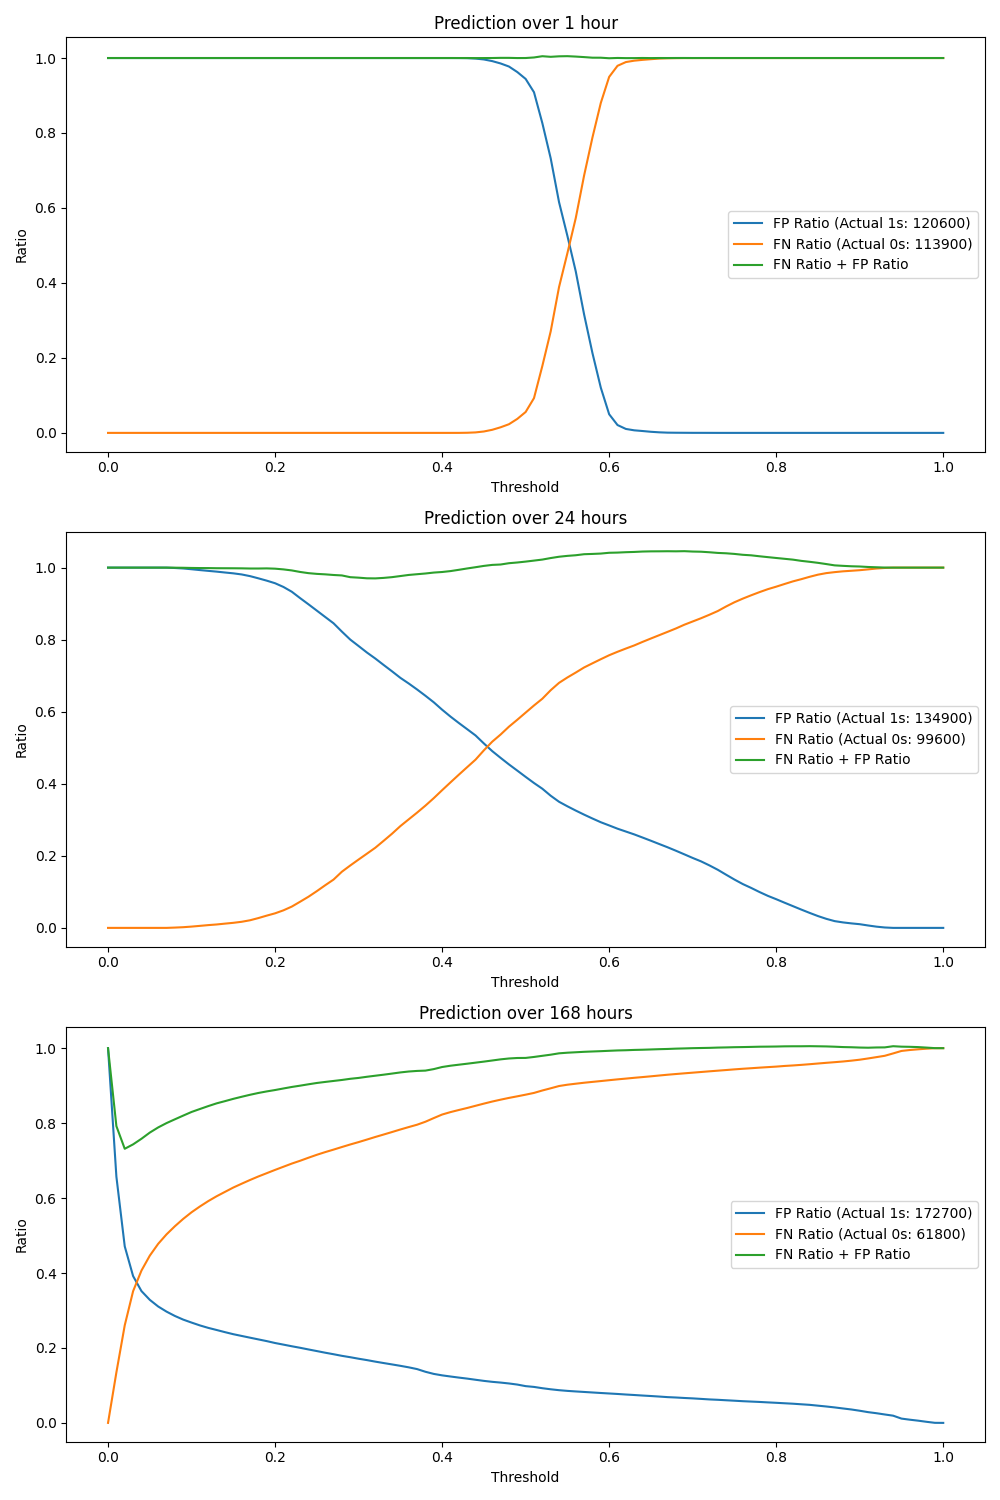 Prediction over 1 hour
1.0
0.8
0.6
0.4
0.2
0.0
Ratio
FP Ratio (Actual 1s: 120600)
FN Ratio (Actual 0s: 113900)
FN Ratio + FP Ratio
0.0 0.2 0.4 0.6 0.8 1.0
Threshold
Prediction over 24 hours
1.0
0.8
0.6
0.4
0.2
0.0
Ratio
FP Ratio (Actual 1s: 134900)
FN Ratio (Actual 0s: 99600)
FN Ratio + FP Ratio
0.0 0.2 0.4 0.6 0.8 1.0
Threshold
Prediction over 168 hours
1.0
0.8
0.6
0.4
0.2
0.0
Ratio
FP Ratio (Actual 1s: 172700)
FN Ratio (Actual 0s: 61800)
FN Ratio + FP Ratio
0.0 0.2 0.4 0.6 0.8 1.0
Threshold